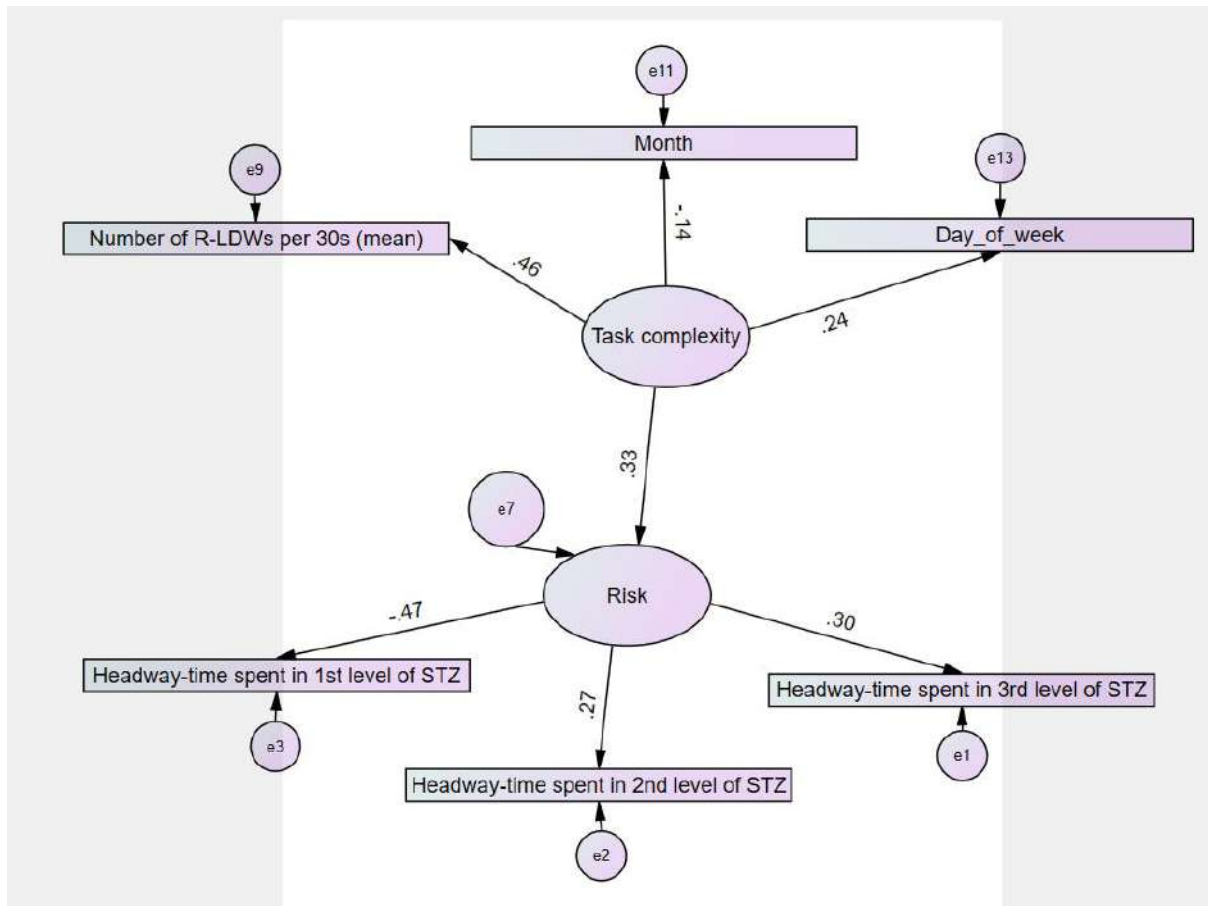 e11
Month
e9
e13
Number of R-LDWs per 30s (mean)
Day_of_week
-.14
.46
.24
Task complexity
.33
e7
Risk
-.47
.30
Headway-time spent in 1st level of STZ
Headway-time spent in 3rd level of STZ
.27
e3
e1
Headway-time spent in 2nd level of STZ
e2